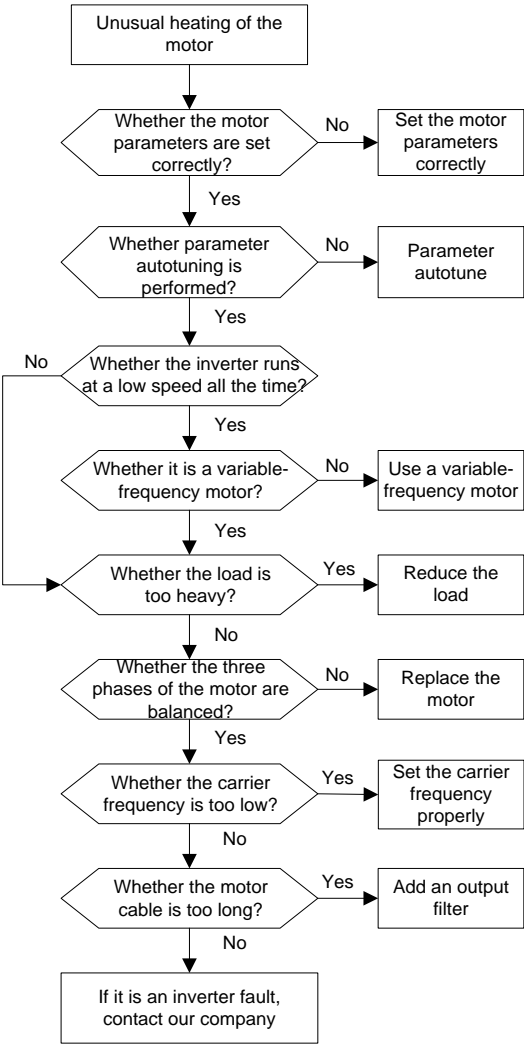 Unusual heating of the
motor
Whether the motor
parameters are set
correctly?
No
Set the motor
parameters
correctly
Yes
Whether parameter
autotuning is
performed?
No
Parameter
autotune
Yes
No
Whether the inverter runs
at a low speed all the time?
Yes
Whether it is a variable-
frequency motor?
No
Use a variable-
frequency motor
Yes
Whether the load is
too heavy?
Yes
Reduce the
load
No
Whether the three
phases of the motor are
balanced?
No
Replace the
motor
Yes
Whether the carrier
frequency is too low?
Yes
Set the carrier
frequency
properly
No
Whether the motor
cable is too long?
Yes
Add an output
filter
No
If it is an inverter fault,
contact our company